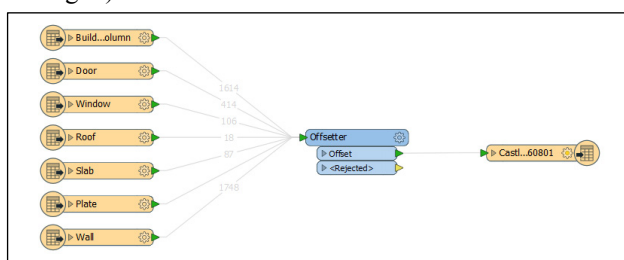 Build...olumn
Door
Window
Roof
Slab
Plate
Wall
1614
414
106
18
87
1748
Offsetter
Offset
<Rejected>
Castl...60801